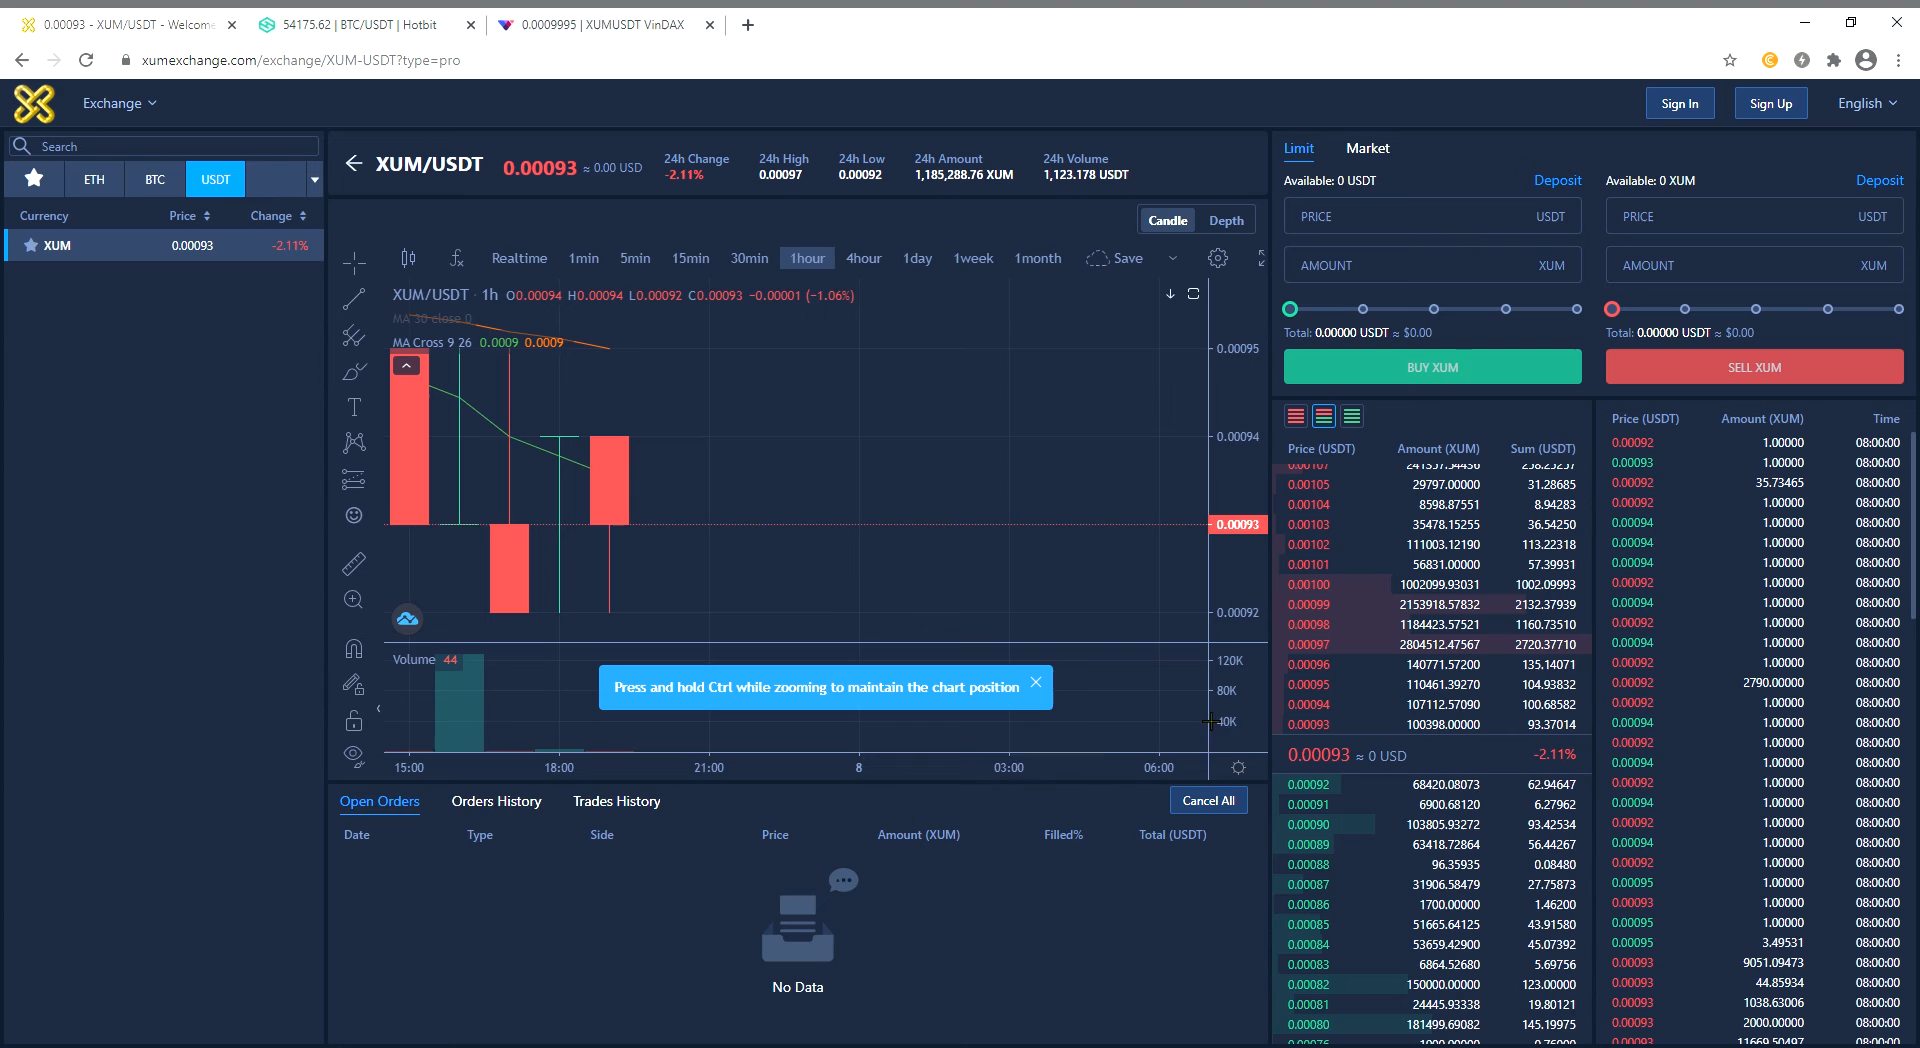 0.00093 - XUM/USDT - Welcome
54175.62 | BTC/USDT | Hotbit
0.0009995 | XUMUSDT VinDAX
xumexchange.com/exchange/XUM-USDT?type=pro
Exchange
Sign In
Sign Up
English
Search
ETH
BTC
USDT
Currency Price Change
XUM 0.00093 -2.11%
XUM/USDT
0.00093 ≈ 0.00 USD
24h Change
-2.11%
24h High
0.00097
24h Low
0.00092
24h Amount
1,185,288.76 XUM
24h Volume
1,123.178 USDT
Candle
Depth
Realtime 1min 5min 15min 30min 1hour 4hour 1day 1week 1month Save
XUM/USDT · 1h O0.00094 H0.00094 L0.00092 C0.00093 −0.00001 (−1.06%)
MA 30 close 0
MA Cross 9 26 0.0009 0.0009
0.00095
0.00094
0.00093
0.00092
Volume 44
120K
80K
40K
Press and hold Ctrl while zooming to maintain the chart position
15:00 18:00 21:00 8 03:00 06:00
Open Orders Orders History Trades History
Cancel All
Date Type Side Price Amount (XUM) Filled% Total (USDT)
No Data
Limit Market
Available: 0 USDT Deposit
PRICE USDT
AMOUNT XUM
Total: 0.00000 USDT ≈ $0.00
BUY XUM
Available: 0 XUM Deposit
PRICE USDT
AMOUNT XUM
Total: 0.00000 USDT ≈ $0.00
SELL XUM
Price (USDT) Amount (XUM) Sum (USDT)
0.00107 241357.54436 258.25257
0.00105 29797.00000 31.28685
0.00104 8598.87551 8.94283
0.00103 35478.15255 36.54250
0.00102 111003.12190 113.22318
0.00101 56831.00000 57.39931
0.00100 1002099.93031 1002.09993
0.00099 2153918.57832 2132.37939
0.00098 1184423.57521 1160.73510
0.00097 2804512.47567 2720.37710
0.00096 140771.57200 135.14071
0.00095 110461.39270 104.93832
0.00094 107112.57090 100.68582
0.00093 100398.00000 93.37014
0.00093 ≈ 0 USD -2.11%
0.00092 68420.08073 62.94647
0.00091 6900.68120 6.27962
0.00090 103805.93272 93.42534
0.00089 63418.72864 56.44267
0.00088 96.35935 0.08480
0.00087 31906.58479 27.75873
0.00086 1700.00000 1.46200
0.00085 51665.64125 43.91580
0.00084 53659.42900 45.07392
0.00083 6864.52680 5.69756
0.00082 150000.00000 123.00000
0.00081 24445.93338 19.80121
0.00080 181499.69082 145.19975
0.00076 1000.00000 0.76000
Price (USDT) Amount (XUM) Time
0.00092 1.00000 08:00:00
0.00093 1.00000 08:00:00
0.00092 35.73465 08:00:00
0.00092 1.00000 08:00:00
0.00094 1.00000 08:00:00
0.00094 1.00000 08:00:00
0.00094 1.00000 08:00:00
0.00092 1.00000 08:00:00
0.00094 1.00000 08:00:00
0.00092 1.00000 08:00:00
0.00094 1.00000 08:00:00
0.00092 1.00000 08:00:00
0.00092 2790.00000 08:00:00
0.00092 1.00000 08:00:00
0.00094 1.00000 08:00:00
0.00092 1.00000 08:00:00
0.00094 1.00000 08:00:00
0.00092 1.00000 08:00:00
0.00094 1.00000 08:00:00
0.00092 1.00000 08:00:00
0.00094 1.00000 08:00:00
0.00092 1.00000 08:00:00
0.00095 1.00000 08:00:00
0.00093 1.00000 08:00:00
0.00095 1.00000 08:00:00
0.00095 3.49531 08:00:00
0.00093 9051.09473 08:00:00
0.00093 44.85934 08:00:00
0.00093 1038.63006 08:00:00
0.00093 2000.00000 08:00:00
0.00093 11669.50497 08:00:00